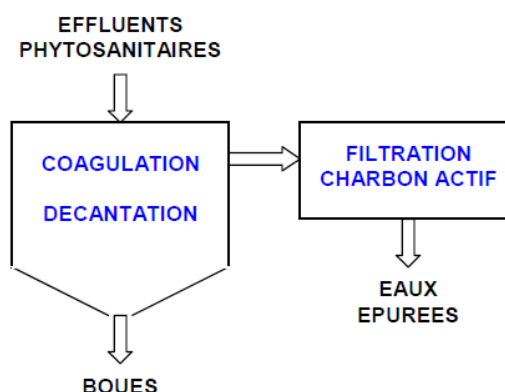 EFFLUENTS
PHYTOSANITAIRES
COAGULATION
DECANTATION
FILTRATION
CHARBON ACTIF
EAUX
EPUREES
BOUES